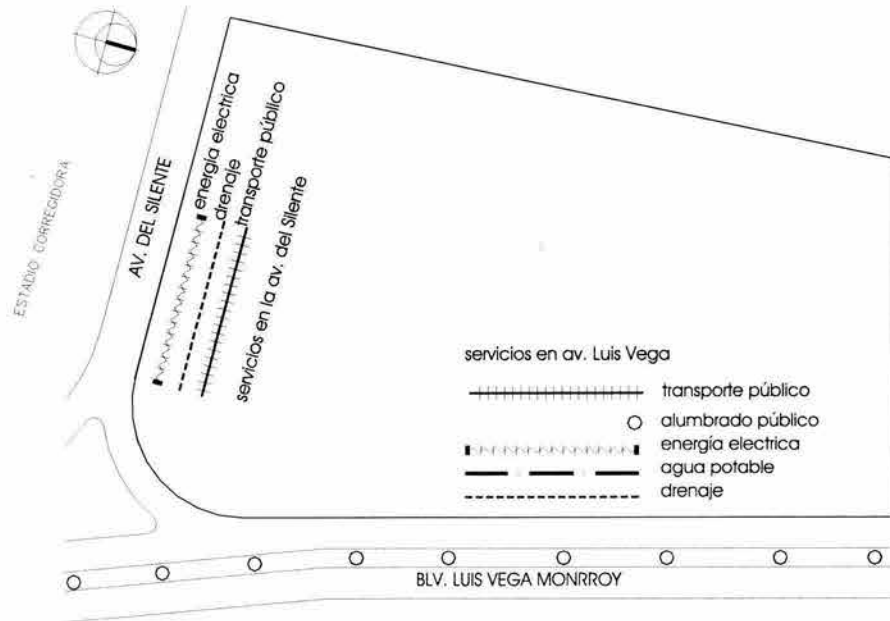 ESTADIO CORREGIDORA
AV. DEL SILENTE
energía electrica
drenaje
transporte público
servicios en la av. del Silente
servicios en av. Luis Vega
transporte público
alumbrado público
energía electrica
agua potable
drenaje
BLV. LUIS VEGA MONRROY